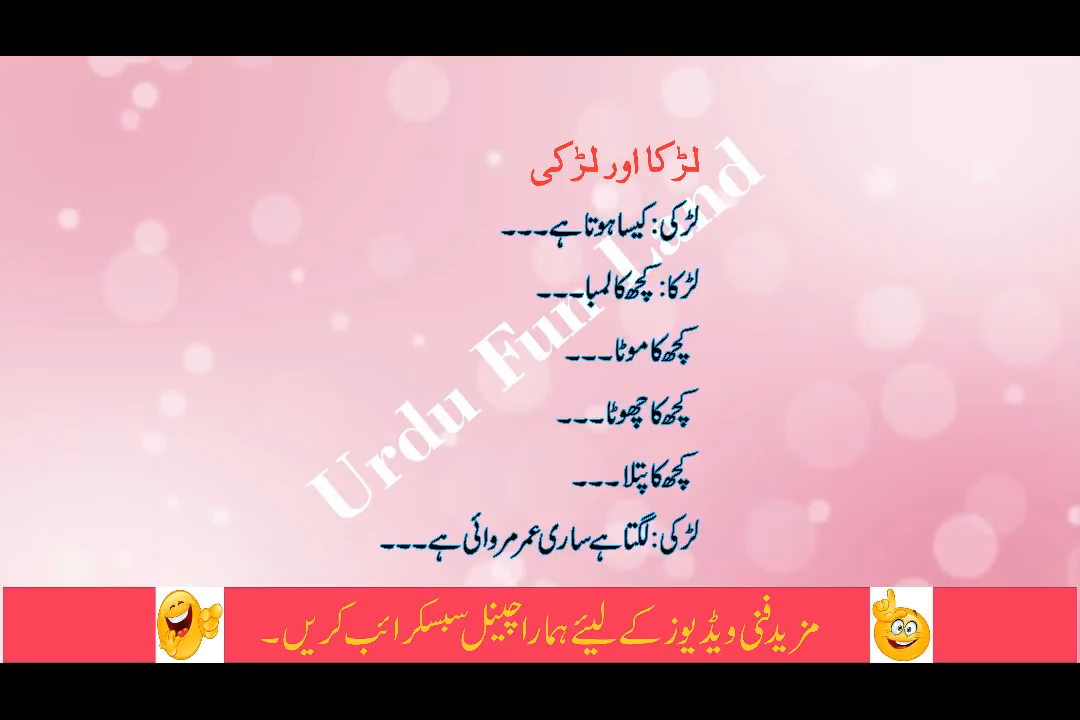 لڑکا اور لڑکی
لڑکی: کیسا ہوتا ہے۔۔۔
لڑکا: کچھ کا لمبا۔۔۔
کچھ کا موٹا۔۔۔
کچھ کا چھوٹا۔۔۔
کچھ کا پتلا۔۔۔
لڑکی: لگتا ہے ساری عمر مروائی ہے۔۔۔
Urdu Fun Land
مزید فنی ویڈیوز کے لیئے ہمارا چینل سبسکرائب کریں۔